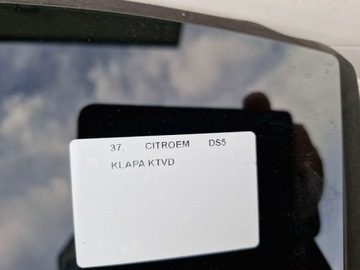 37. CITROEM DS5
KLAPA KTVD